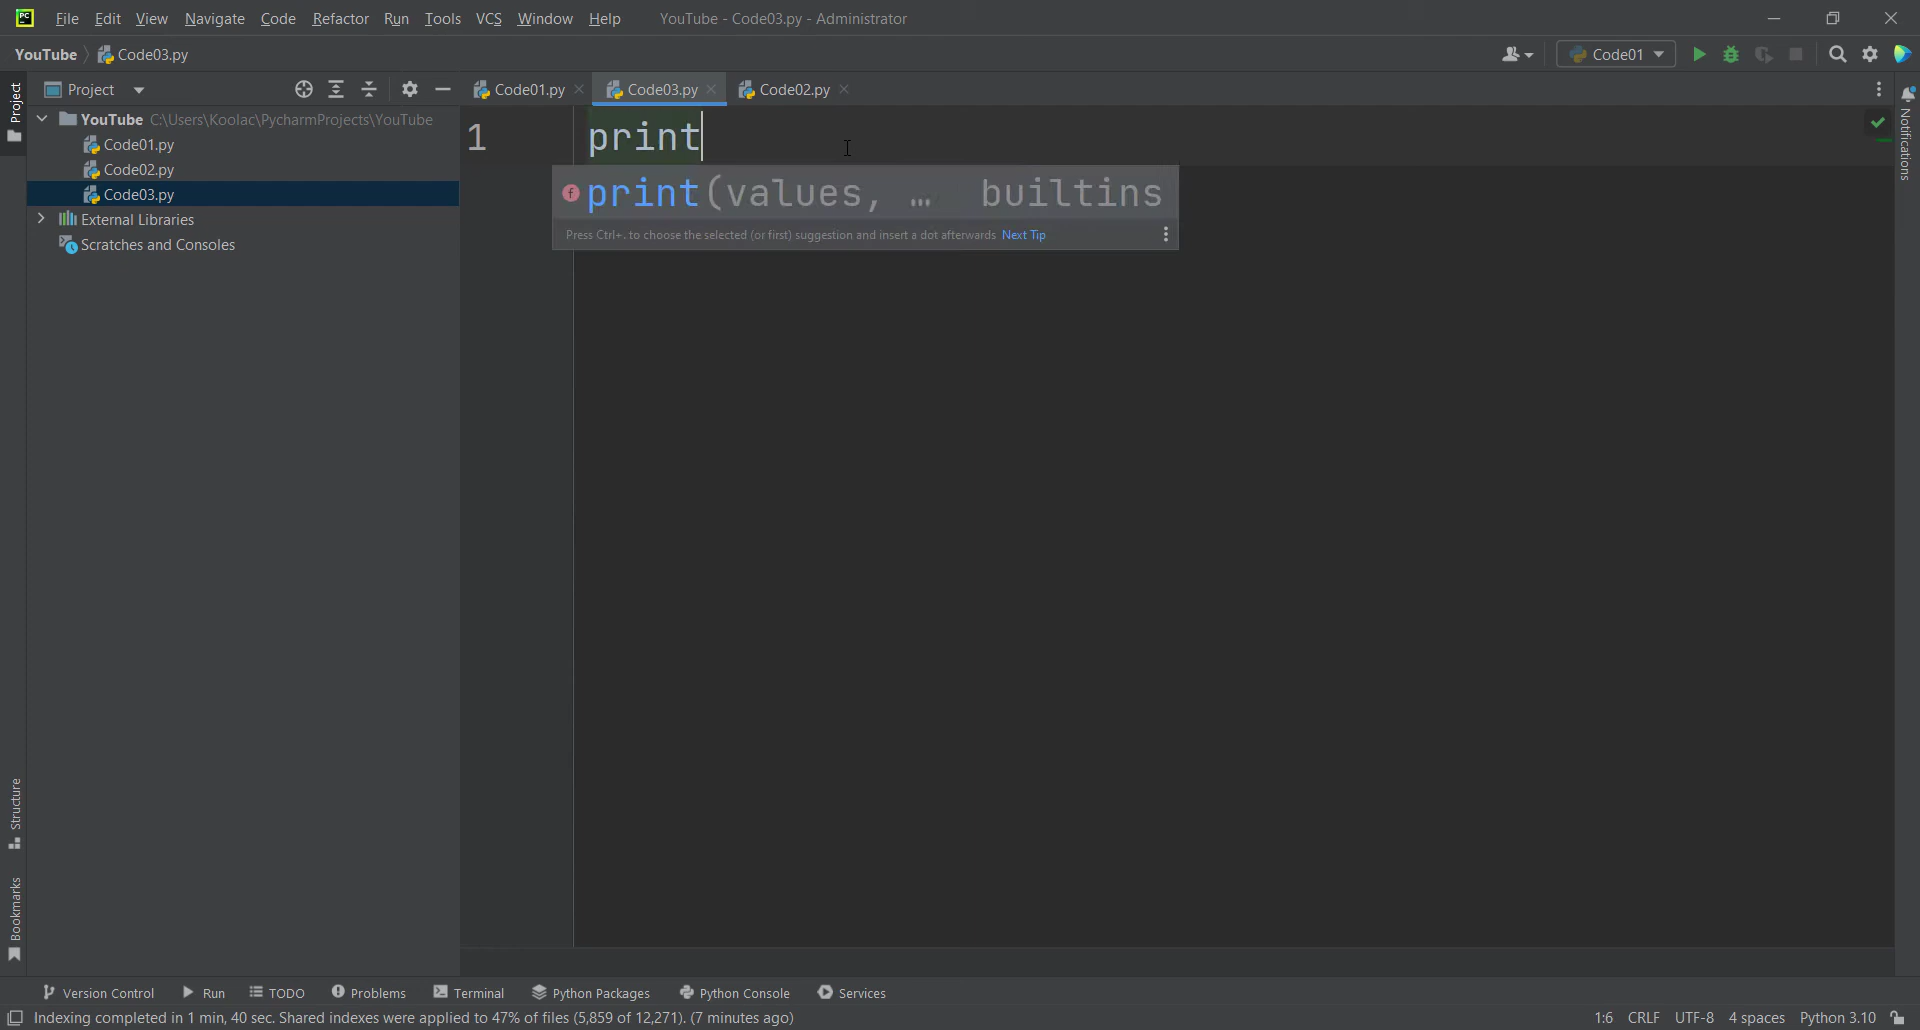 PC
File Edit View Navigate Code Refactor Run Tools VCS Window Help YouTube - Code03.py - Administrator
YouTube Code03.py Code01
Project Code01.py Code03.py Code02.py
YouTube C:\Users\Koolac\PycharmProjects\YouTube
Code01.py
Code02.py
Code03.py
External Libraries
Scratches and Consoles
1 print
f print(values, … builtins
Press Ctrl+. to choose the selected (or first) suggestion and insert a dot afterwards Next Tip
Project
Structure
Bookmarks
Notifications
Version Control Run TODO Problems Terminal Python Packages Python Console Services
Indexing completed in 1 min, 40 sec. Shared indexes were applied to 47% of files (5,859 of 12,271). (7 minutes ago) 1:6 CRLF UTF-8 4 spaces Python 3.10